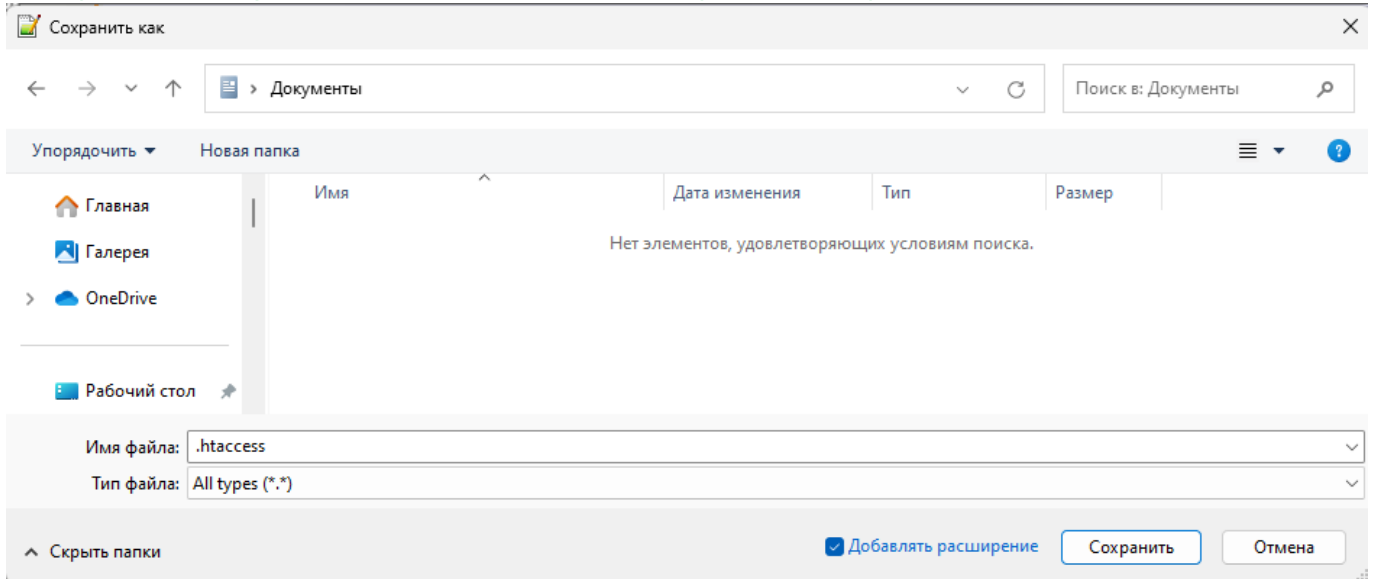 Сохранить как
Документы
Поиск в: Документы
Упорядочить
Новая папка
Имя
Дата изменения
Тип
Размер
Главная
Нет элементов, удовлетворяющих условиям поиска.
Галерея
OneDrive
Рабочий стол
Имя файла: .htaccess
Тип файла: All types (*.*)
Скрыть папки
Добавлять расширение
Сохранить
Отмена